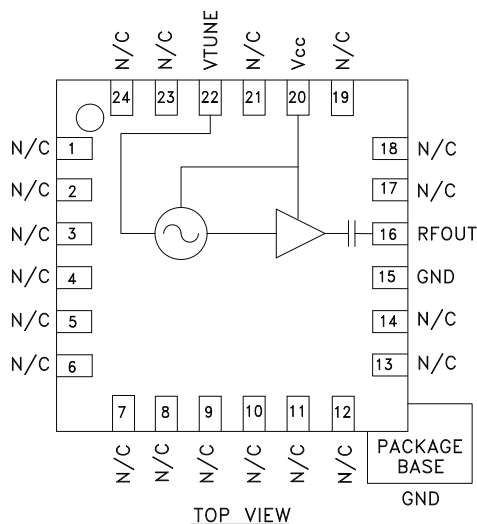 N/C N/C VTUNE N/C Vcc N/C
24 23 22 21 20 19
N/C 1 18 N/C
N/C 2 17 N/C
N/C 3 16 RFOUT
N/C 4 15 GND
N/C 5 14 N/C
N/C 6 13 N/C
7 8 9 10 11 12
N/C N/C N/C N/C N/C N/C
PACKAGE
BASE
GND
TOP VIEW